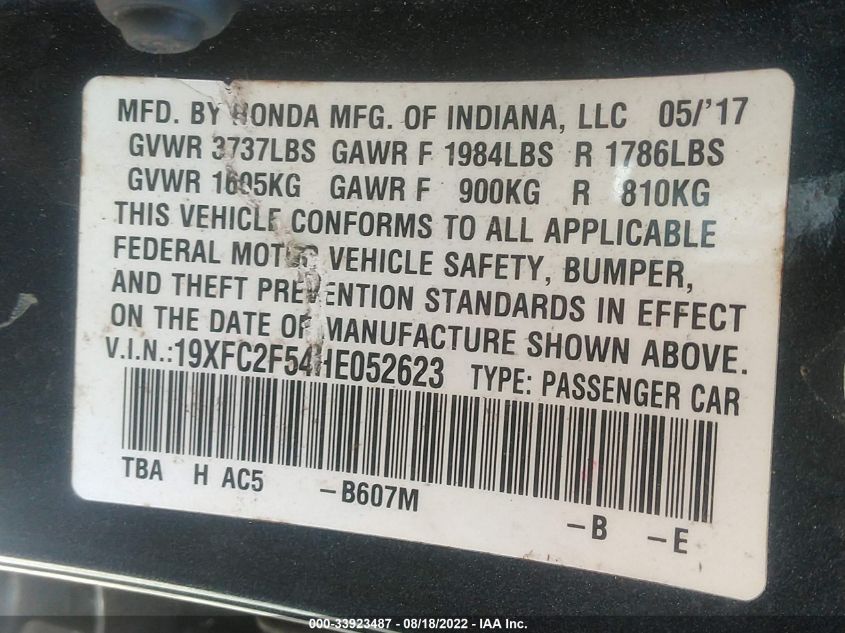 MFD. BY HONDA MFG. OF INDIANA, LLC 05/'17
GVWR 3737LBS GAWR F 1984LBS R 1786LBS
GVWR 1695KG GAWR F 900KG R 810KG
THIS VEHICLE CONFORMS TO ALL APPLICABLE
FEDERAL MOTOR VEHICLE SAFETY, BUMPER,
AND THEFT PREVENTION STANDARDS IN EFFECT
ON THE DATE OF MANUFACTURE SHOWN ABOVE.
V.I.N.:19XFC2F54HE052623 TYPE: PASSENGER CAR
TBA H AC5 -B607M -B -E
000-33923487 - 08/18/2022 - IAA Inc.